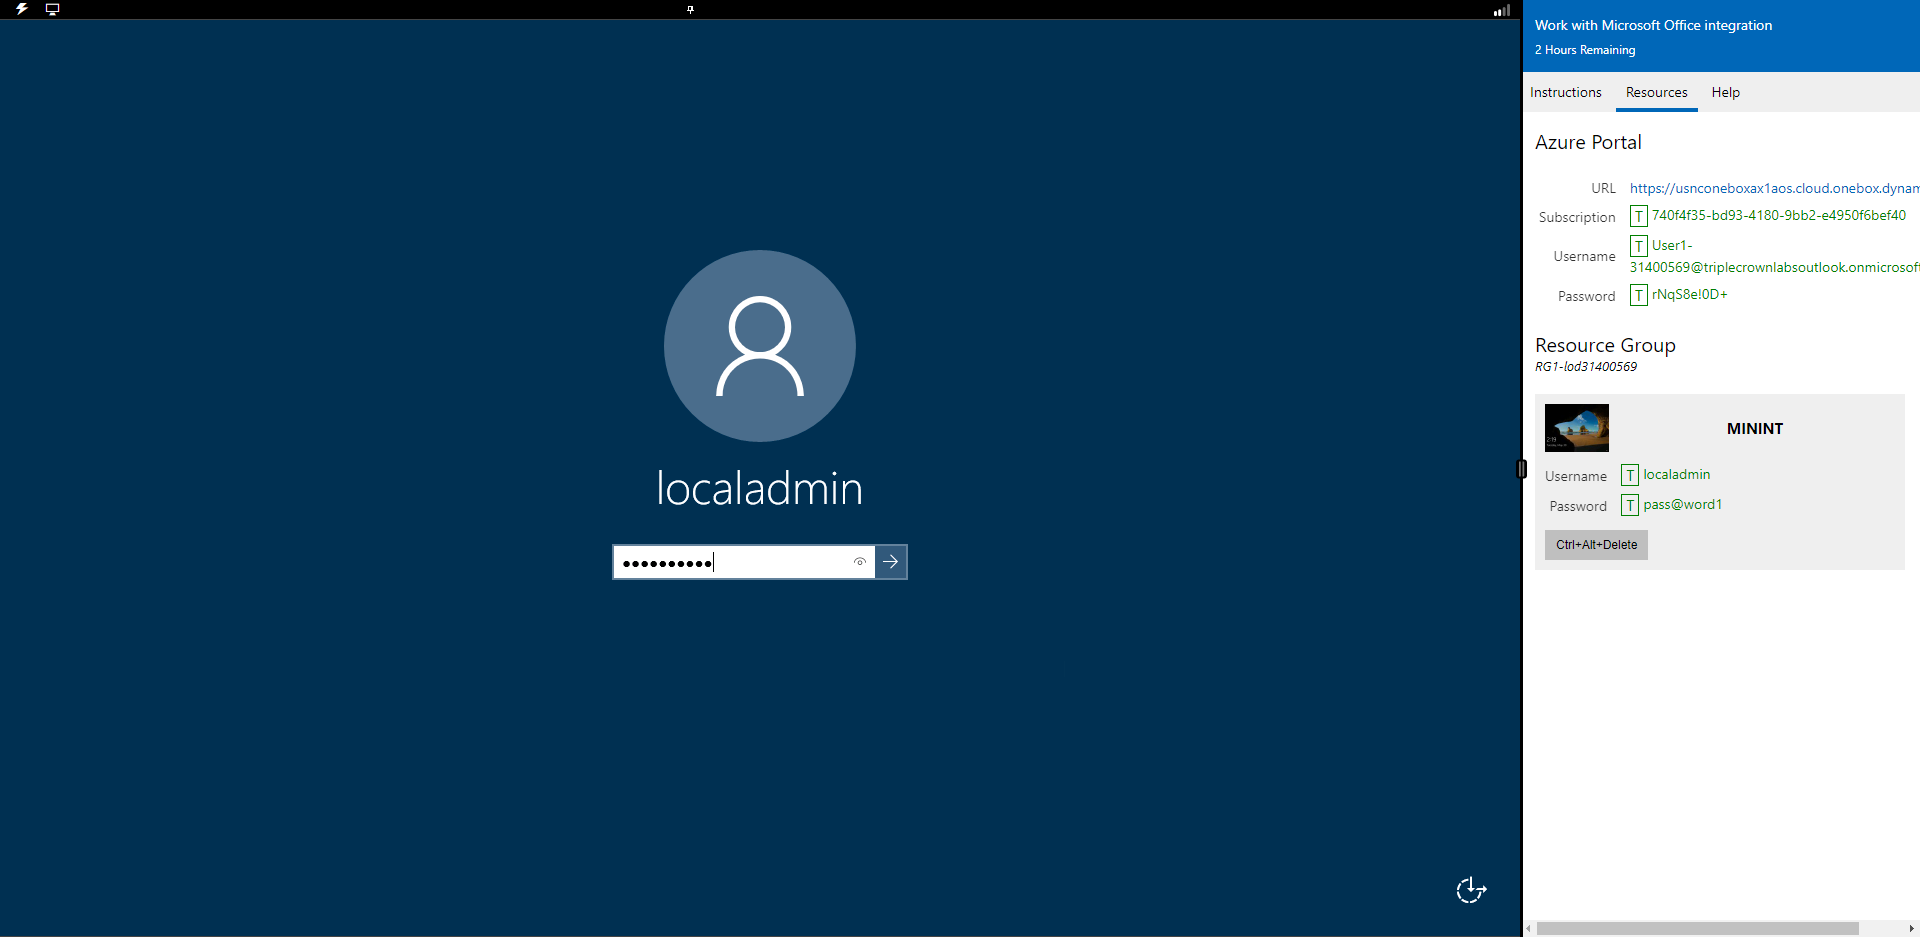 localadmin
●●●●●●●●●●
Work with Microsoft Office integration
2 Hours Remaining
Instructions Resources Help
Azure Portal
URL https://usnconeboxax1aos.cloud.onebox.dynam
Subscription T 740f4f35-bd93-4180-9bb2-e4950f6bef40
Username T User1-
31400569@triplecrownlabsoutlook.onmicrosoft
Password T rNqS8e!0D+
Resource Group
RG1-lod31400569
MININT
Username T localadmin
Password T pass@word1
Ctrl+Alt+Delete